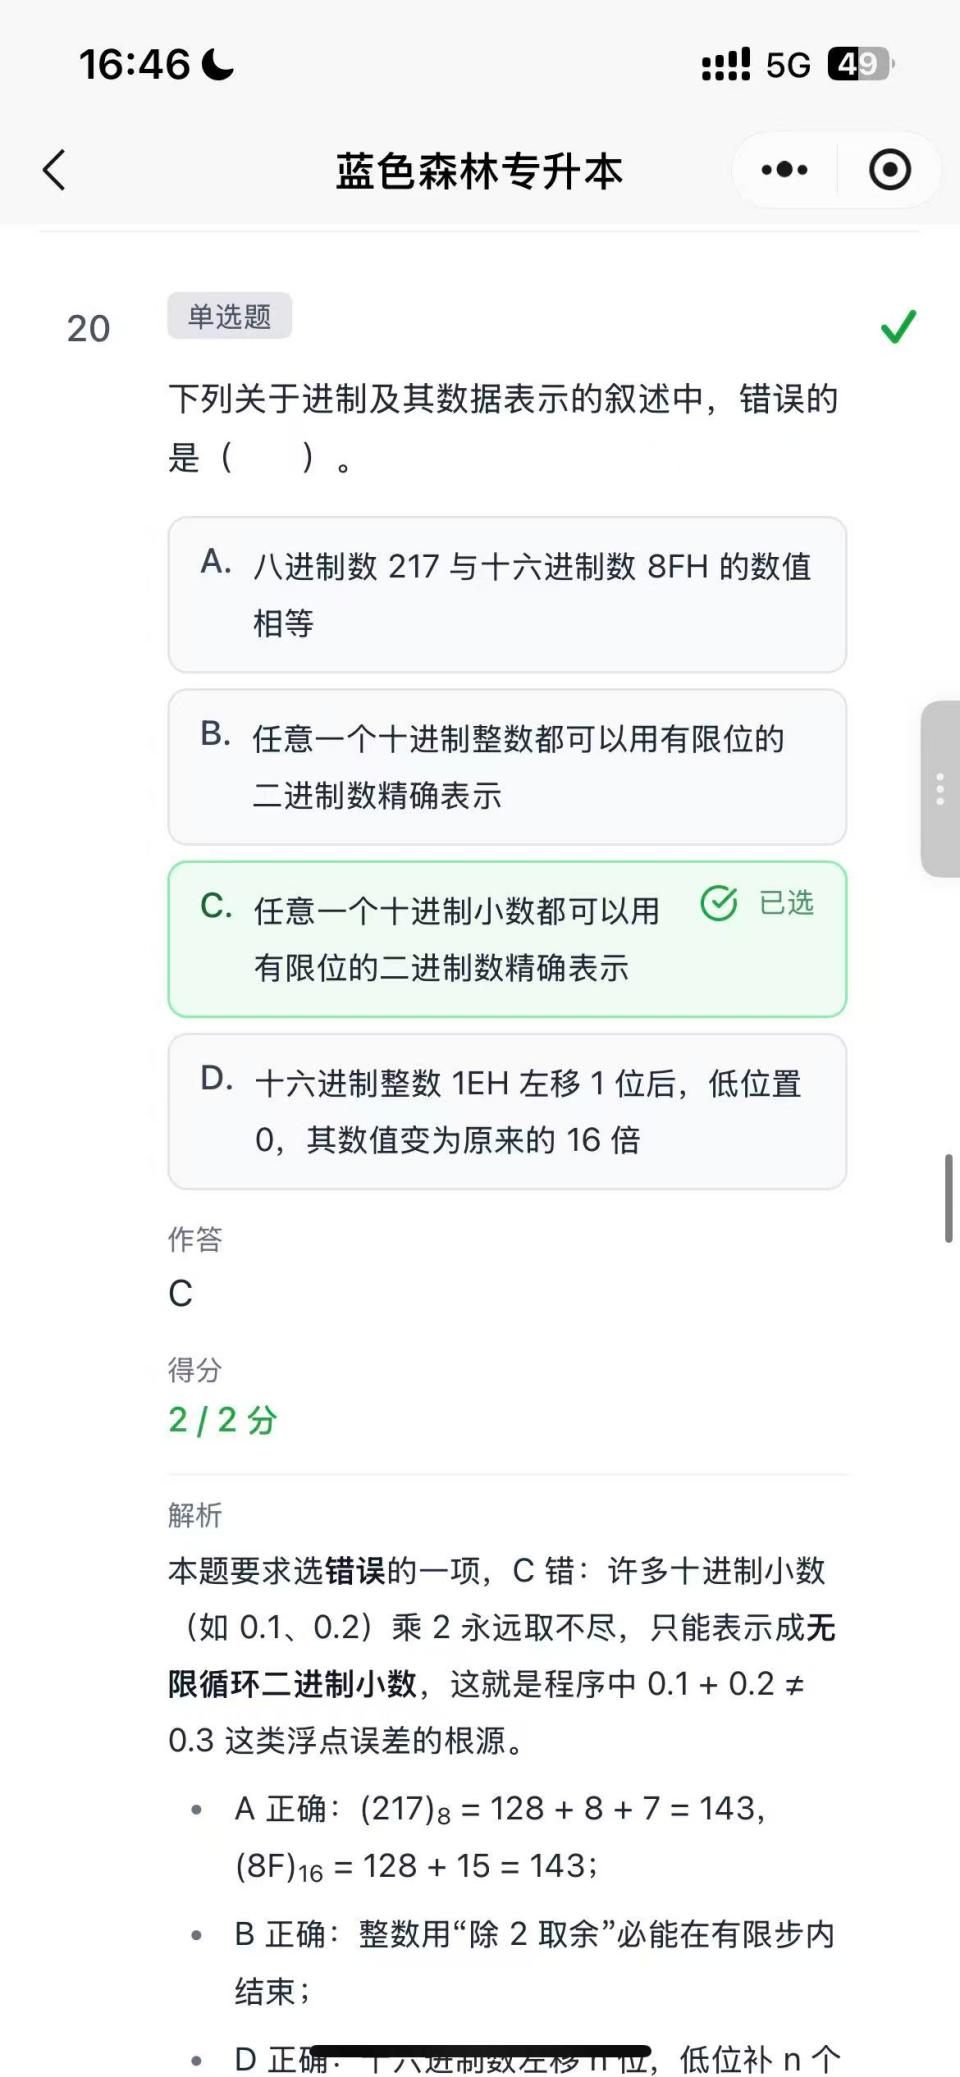 16:46
5G 49
蓝色森林专升本
20
单选题
下列关于进制及其数据表示的叙述中，错误的
是（　　）。
A. 八进制数 217 与十六进制数 8FH 的数值
相等
B. 任意一个十进制整数都可以用有限位的
二进制数精确表示
C. 任意一个十进制小数都可以用
已选
有限位的二进制数精确表示
D. 十六进制整数 1EH 左移 1 位后，低位置
0，其数值变为原来的 16 倍
作答
C
得分
2 / 2 分
解析
本题要求选错误的一项，C 错：许多十进制小数
（如 0.1、0.2）乘 2 永远取不尽，只能表示成无
限循环二进制小数，这就是程序中 0.1 + 0.2 ≠
0.3 这类浮点误差的根源。
• A 正确：(217)₈ = 128 + 8 + 7 = 143，
(8F)₁₆ = 128 + 15 = 143；
• B 正确：整数用“除 2 取余”必能在有限步内
结束；
• D 正确：十六进制数左移 n 位，低位补 n 个